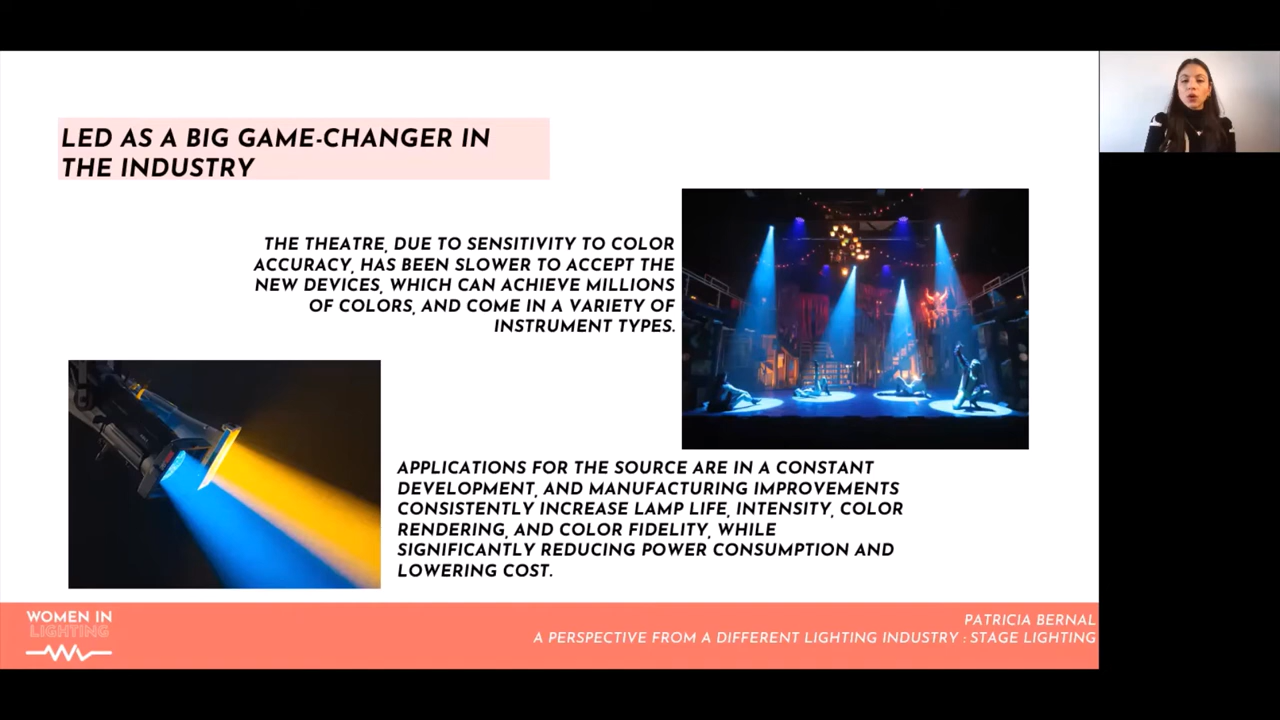 LED AS A BIG GAME-CHANGER IN
THE INDUSTRY
THE THEATRE, DUE TO SENSITIVITY TO COLOR
ACCURACY, HAS BEEN SLOWER TO ACCEPT THE
NEW DEVICES, WHICH CAN ACHIEVE MILLIONS
OF COLORS, AND COME IN A VARIETY OF
INSTRUMENT TYPES.
APPLICATIONS FOR THE SOURCE ARE IN A CONSTANT
DEVELOPMENT, AND MANUFACTURING IMPROVEMENTS
CONSISTENTLY INCREASE LAMP LIFE, INTENSITY, COLOR
RENDERING, AND COLOR FIDELITY, WHILE
SIGNIFICANTLY REDUCING POWER CONSUMPTION AND
LOWERING COST.
WOMEN IN
LIGHTING
PATRICIA BERNAL
A PERSPECTIVE FROM A DIFFERENT LIGHTING INDUSTRY : STAGE LIGHTING